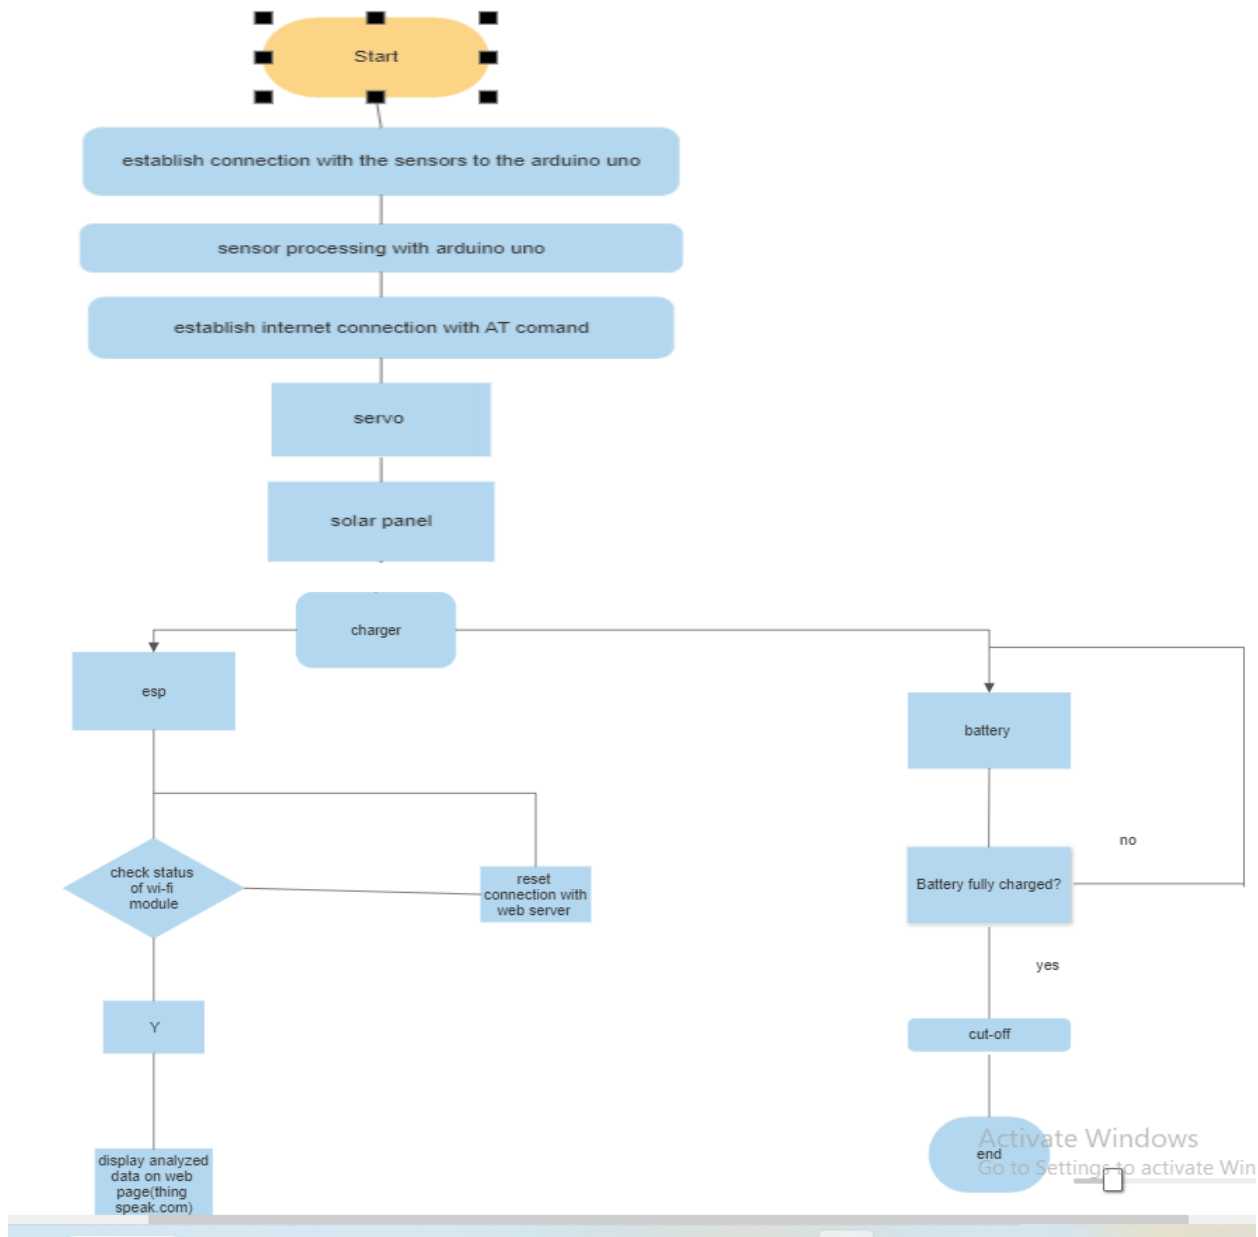 Start
establish connection with the sensors to the arduino uno
sensor processing with arduino uno
establish internet connection with AT comand
servo
solar panel
charger
esp
battery
no
check status
of wi-fi
module
reset
connection with
web server
Battery fully charged?
yes
Y
cut-off
display analyzed
data on web
page(thing
speak.com)
end
Activate Windows
Go to Settings to activate Win